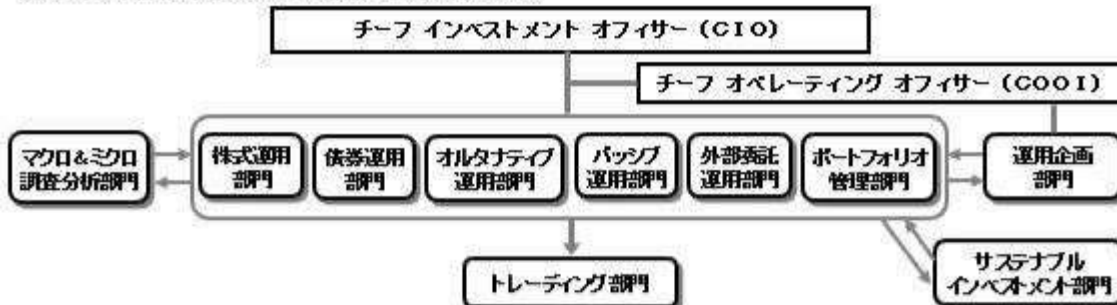 チーフ インベストメント オフィサー (CIO)
チーフ オペレーティング オフィサー (COOI)
マクロ&ミクロ
調査分析部門
株式運用
部門
債券運用
部門
オルタナティブ
運用部門
パッシブ
運用部門
外部委託
運用部門
ポートフォリオ
管理部門
運用企画
部門
トレーディング部門
サステナブル
インベストメント部門